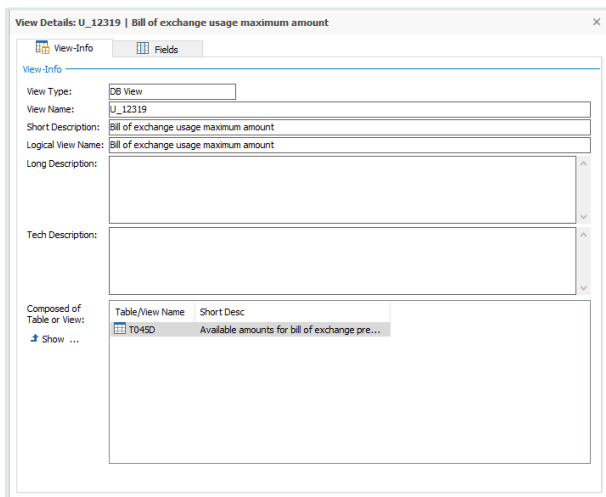 View Details: U_12319 | Bill of exchange usage maximum amount
View-Info
Fields
View-Info
View Type:
DB View
View Name:
U_12319
Short Description:
Bill of exchange usage maximum amount
Logical View Name:
Bill of exchange usage maximum amount
Long Description:
Tech Description:
Composed of
Table or View:
Show ...
Table/View Name
Short Desc
T045D
Available amounts for bill of exchange pre...